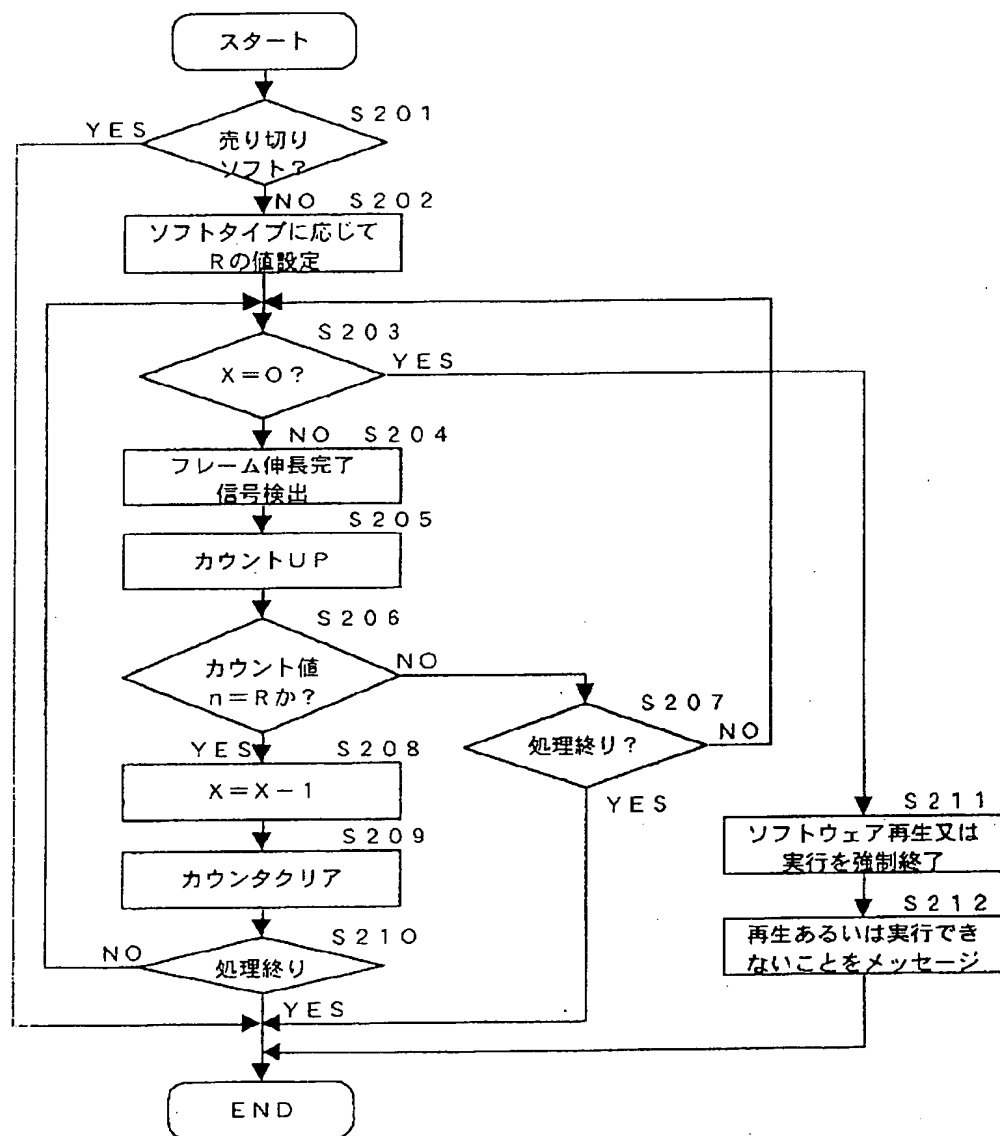 スタート
S201
YES
売り切り
ソフト?
NO S202
ソフトタイプに応じて
Rの値設定
S203
YES
X=0?
NO S204
フレーム伸長完了
信号検出
S205
カウントUP
S206
カウント値
n=Rか?
NO
S207
処理終り?
NO
YES
YES S208
X=X-1
S209
カウンタクリア
S210
NO
処理終り
YES
S211
ソフトウェア再生又は
実行を強制終了
S212
再生あるいは実行でき
ないことをメッセージ
END